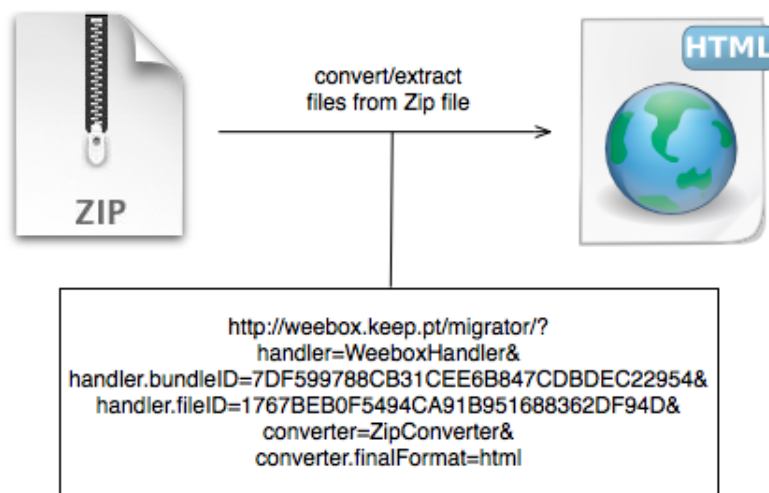 HTML
convert/extract
files from Zip file
ZIP
http://weebox.keep.pt/migrator/?
handler=WeeboxHandler&
handler.bundleID=7DF599788CB31CEE6B847CDBDEC22954&
handler.fileID=1767BEB0F5494CA91B951688362DF94D&
converter=ZipConverter&
converter.finalFormat=html